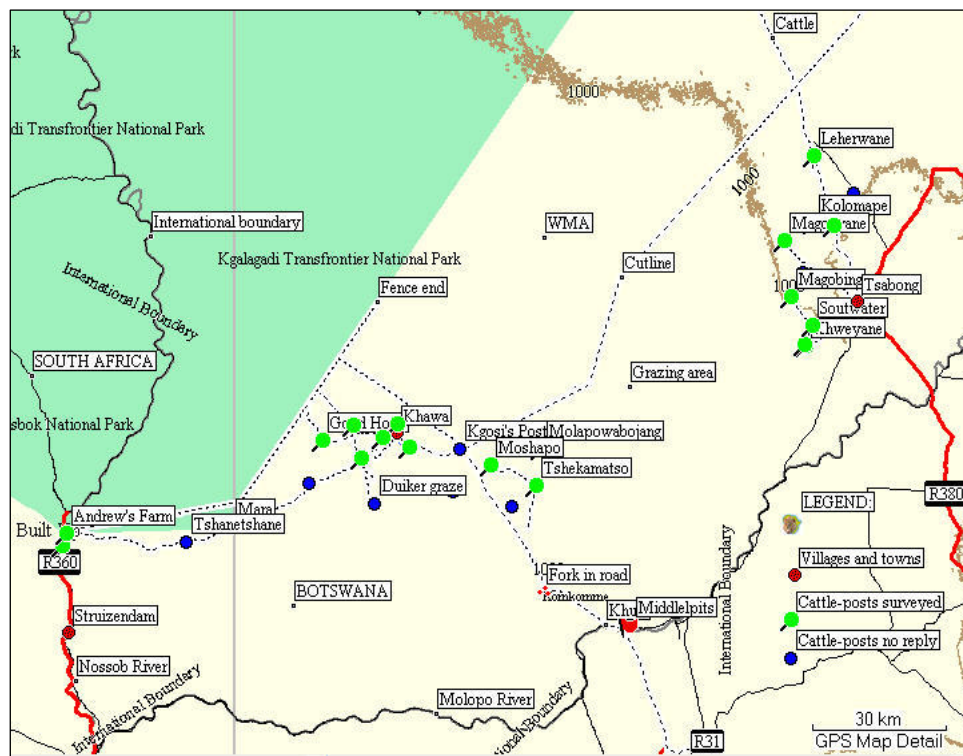 Cattle
1000
k
di Transfrontier National Park
Leherwane
1000
Kolomape
International boundary
WMA
Kgalagadi Transfrontier National Park
Cutline
International Boundary
Fence end
Magobing
Tsabong
Soutwater
Khweyane
SOUTH AFRICA
Grazing area
sbok National Park
Khawa
Kgosi's Post
Molapowabojang
Moshapo
Tshekamatso
Duiker graze
R380
LEGEND:
Andrew's Farm
Built
Tshanetshane
R360
Villages and towns
Fork in road
BOTSWANA
International Boundary
Middlepits
Struizendam
Cattle-posts surveyed
Cattle-posts no reply
Nossob River
International Boundary
Molopo River
national Boundary
R31
30 km
GPS Map Detail